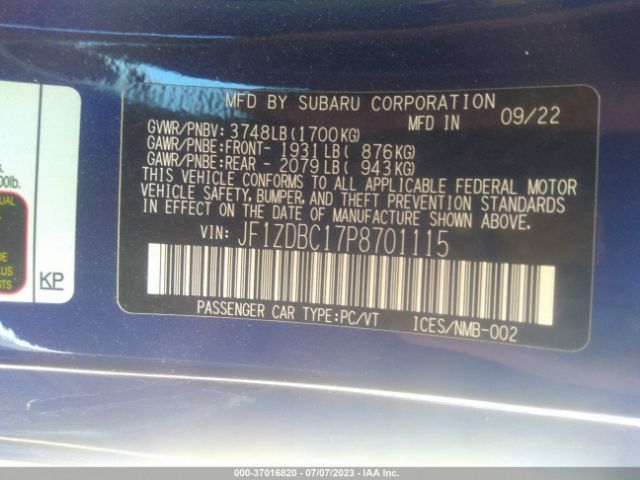 MFD BY SUBARU CORPORATION
MFD IN 09/22
GVWR/PNBV: 3748LB(1700KG)
GAWR/PNBE:FRONT- 1931LB( 876KG)
GAWR/PNBE:REAR - 2079LB( 943KG)
THIS VEHICLE CONFORMS TO ALL APPLICABLE FEDERAL MOTOR
VEHICLE SAFETY, BUMPER, AND THEFT PREVENTION STANDARDS
IN EFFECT ON THE DATE OF MANUFACTURE SHOWN ABOVE.
VIN: JF1ZDBC17P8701115
PASSENGER CAR TYPE:PC/VT ICES/NMB-002
00lb.
KP
000-37016820 - 07/07/2023 - IAA Inc.